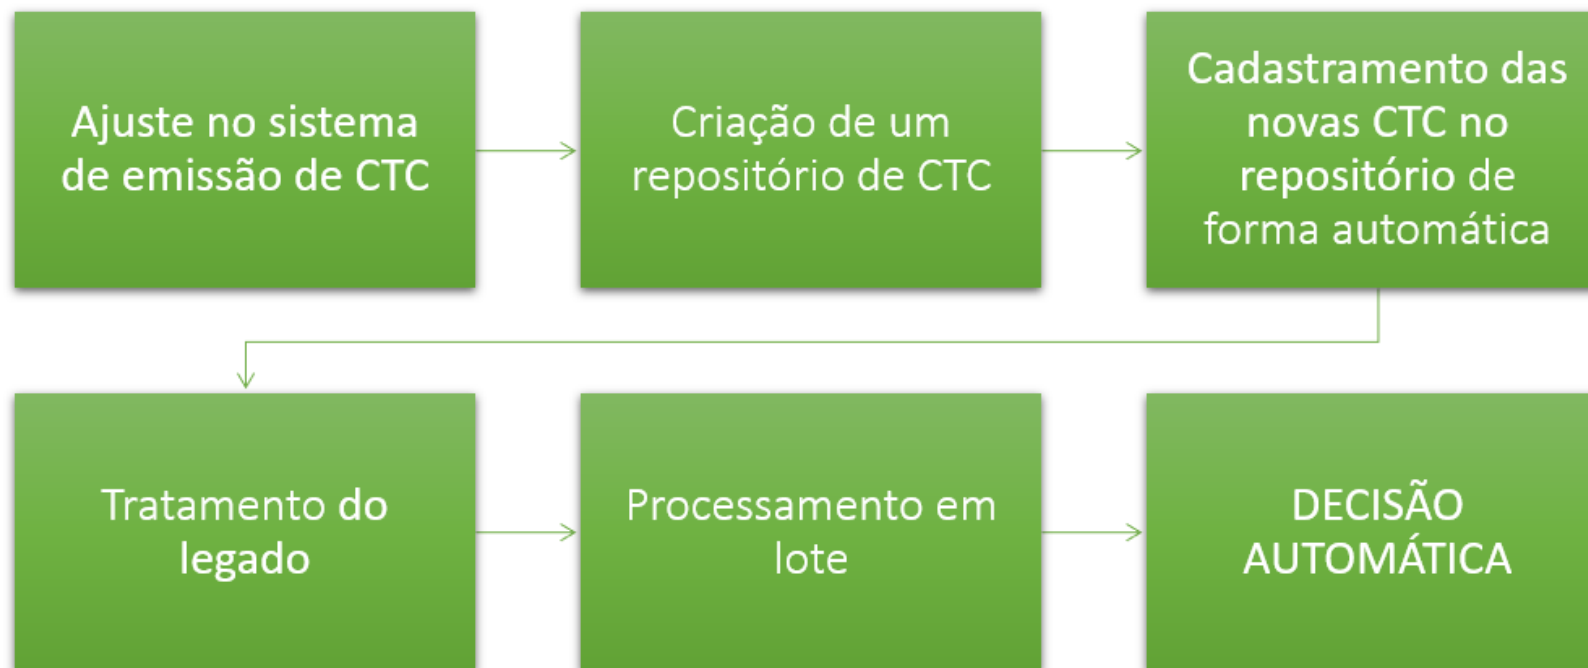 Ajuste no sistema
de emissão de CTC
Criação de um
repositório de CTC
Cadastramento das
novas CTC no
repositório de
forma automática
Tratamento do
legado
Processamento em
lote
DECISÃO
AUTOMÁTICA